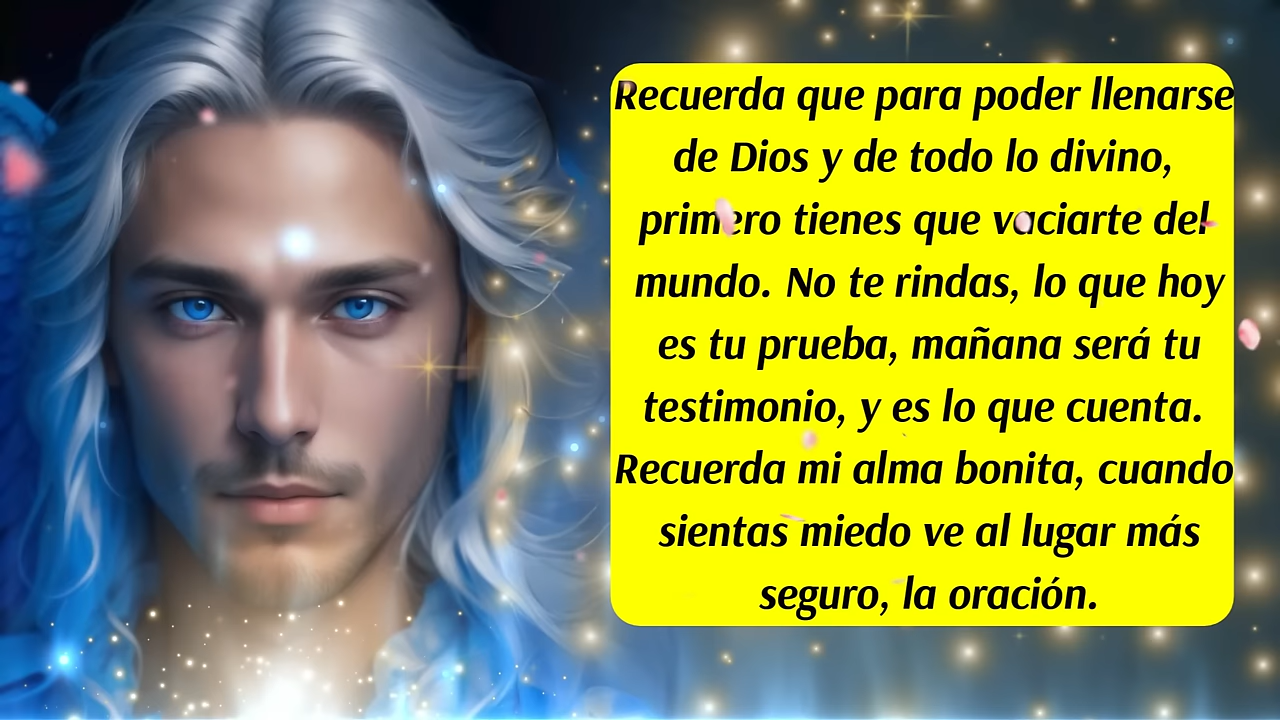 Recuerda que para poder llenarse
de Dios y de todo lo divino,
primero tienes que vaciarte del
mundo. No te rindas, lo que hoy
es tu prueba, mañana será tu
testimonio, y es lo que cuenta.
Recuerda mi alma bonita, cuando
sientas miedo ve al lugar más
seguro, la oración.